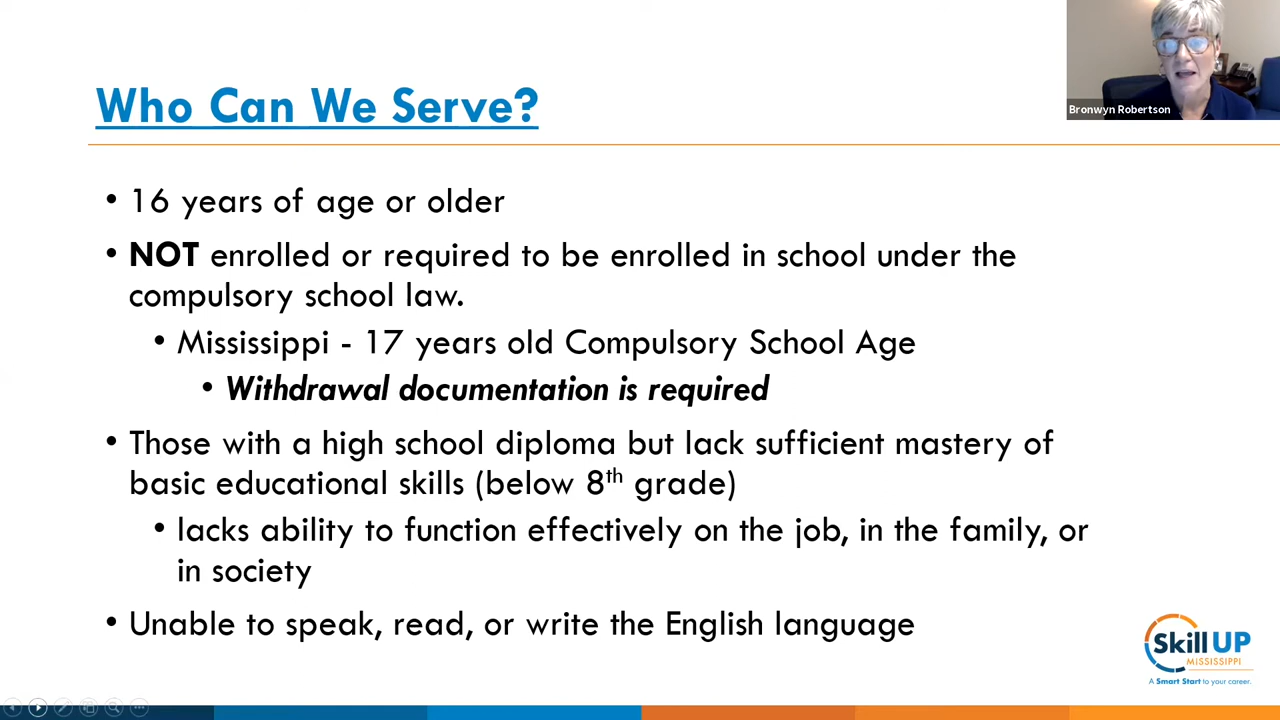 Who Can We Serve?
Bronwyn Robertson
• 16 years of age or older
• NOT enrolled or required to be enrolled in school under the
compulsory school law.
• Mississippi - 17 years old Compulsory School Age
• Withdrawal documentation is required
• Those with a high school diploma but lack sufficient mastery of
basic educational skills (below 8th grade)
• lacks ability to function effectively on the job, in the family, or
in society
• Unable to speak, read, or write the English language
Skill UP
MISSISSIPPI
A Smart Start to your career.